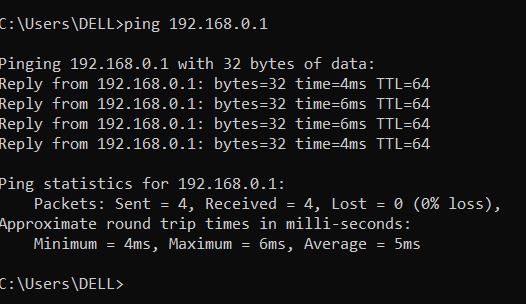 C:\Users\DELL>ping 192.168.0.1
Pinging 192.168.0.1 with 32 bytes of data:
Reply from 192.168.0.1: bytes=32 time=4ms TTL=64
Reply from 192.168.0.1: bytes=32 time=6ms TTL=64
Reply from 192.168.0.1: bytes=32 time=6ms TTL=64
Reply from 192.168.0.1: bytes=32 time=4ms TTL=64
Ping statistics for 192.168.0.1:
    Packets: Sent = 4, Received = 4, Lost = 0 (0% loss),
Approximate round trip times in milli-seconds:
    Minimum = 4ms, Maximum = 6ms, Average = 5ms
C:\Users\DELL>